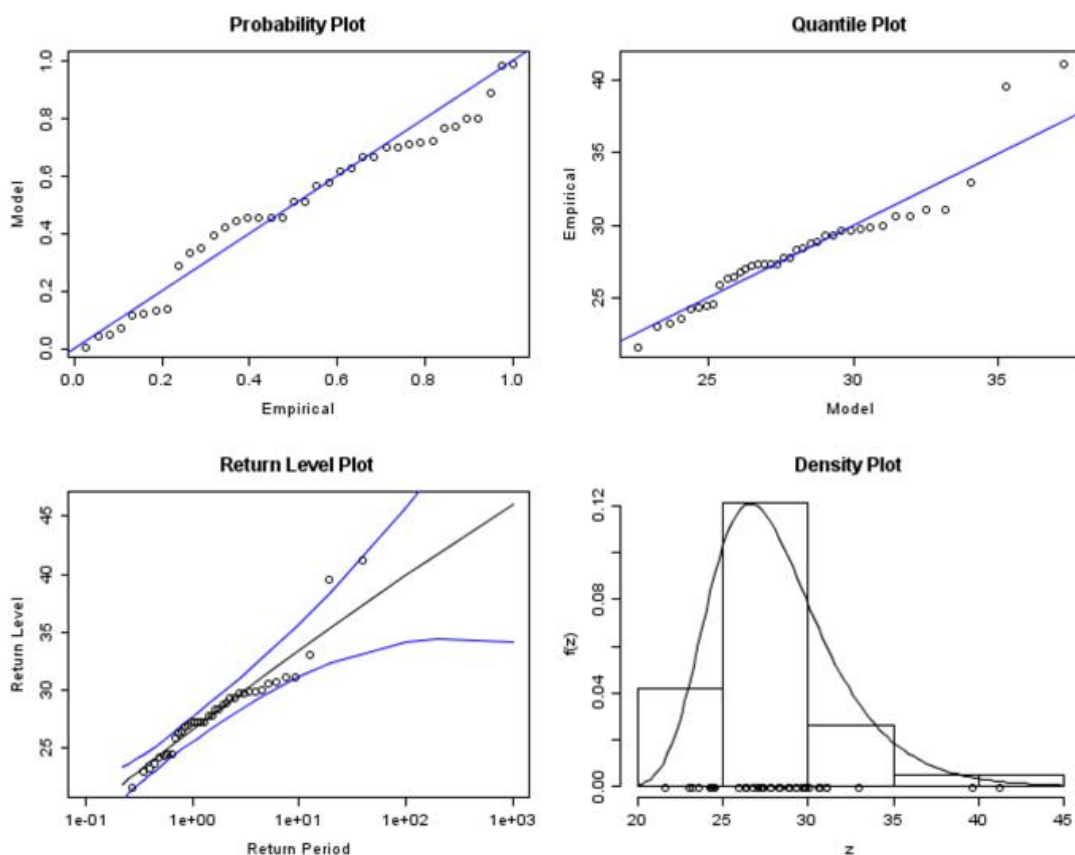 Probability Plot
Model
0.0 0.2 0.4 0.6 0.8 1.0
0.0 0.2 0.4 0.6 0.8 1.0
Empirical
Quantile Plot
Empirical
25 30 35 40
25 30 35
Model
Return Level Plot
Return Level
25 30 35 40 45
1e-01 1e+00 1e+01 1e+02 1e+03
Return Period
Density Plot
f(z)
0.00 0.04 0.08 0.12
20 25 30 35 40 45
z